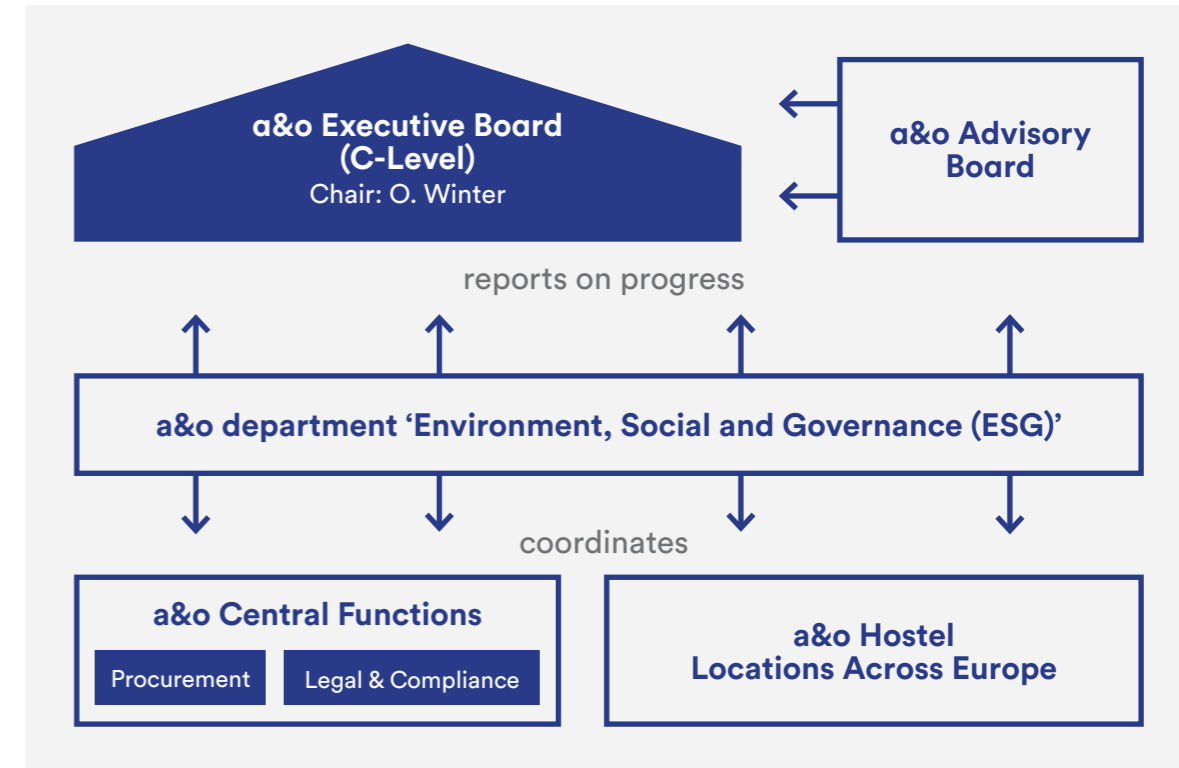 a&o Executive Board
(C-Level)
Chair: O. Winter
a&o Advisory
Board
reports on progress
a&o department ‘Environment, Social and Governance (ESG)’
coordinates
a&o Central Functions
Procurement
Legal & Compliance
a&o Hostel
Locations Across Europe